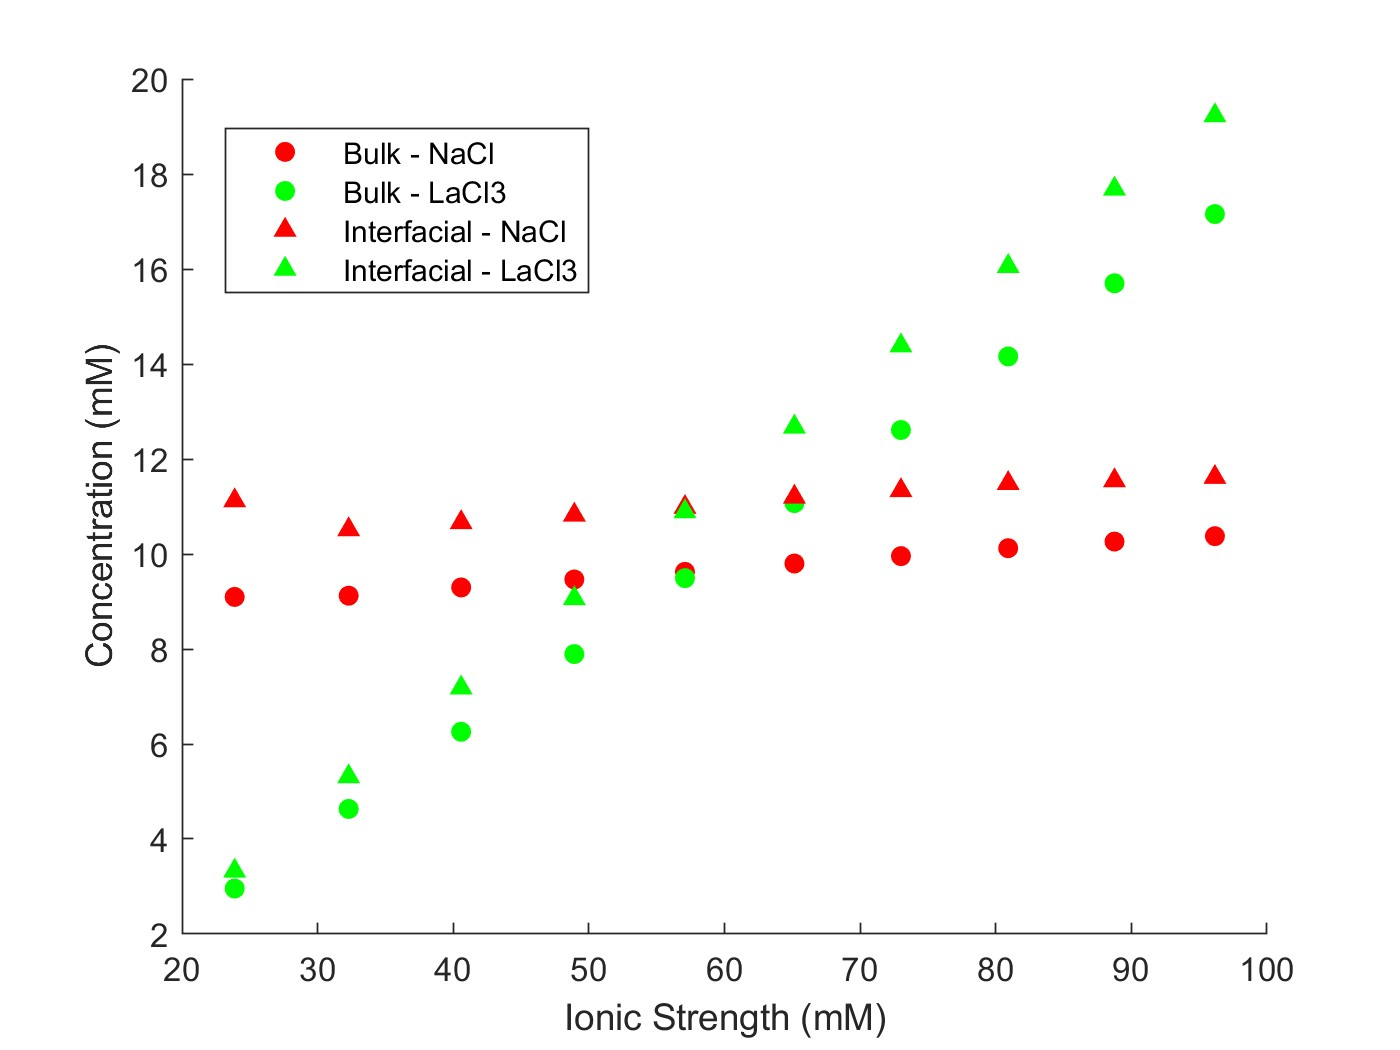 20
18
16
14
12
10
8
6
4
2
Concentration (mM)
Bulk - NaCl
Bulk - LaCl3
Interfacial - NaCl
Interfacial - LaCl3
20 30 40 50 60 70 80 90 100
Ionic Strength (mM)